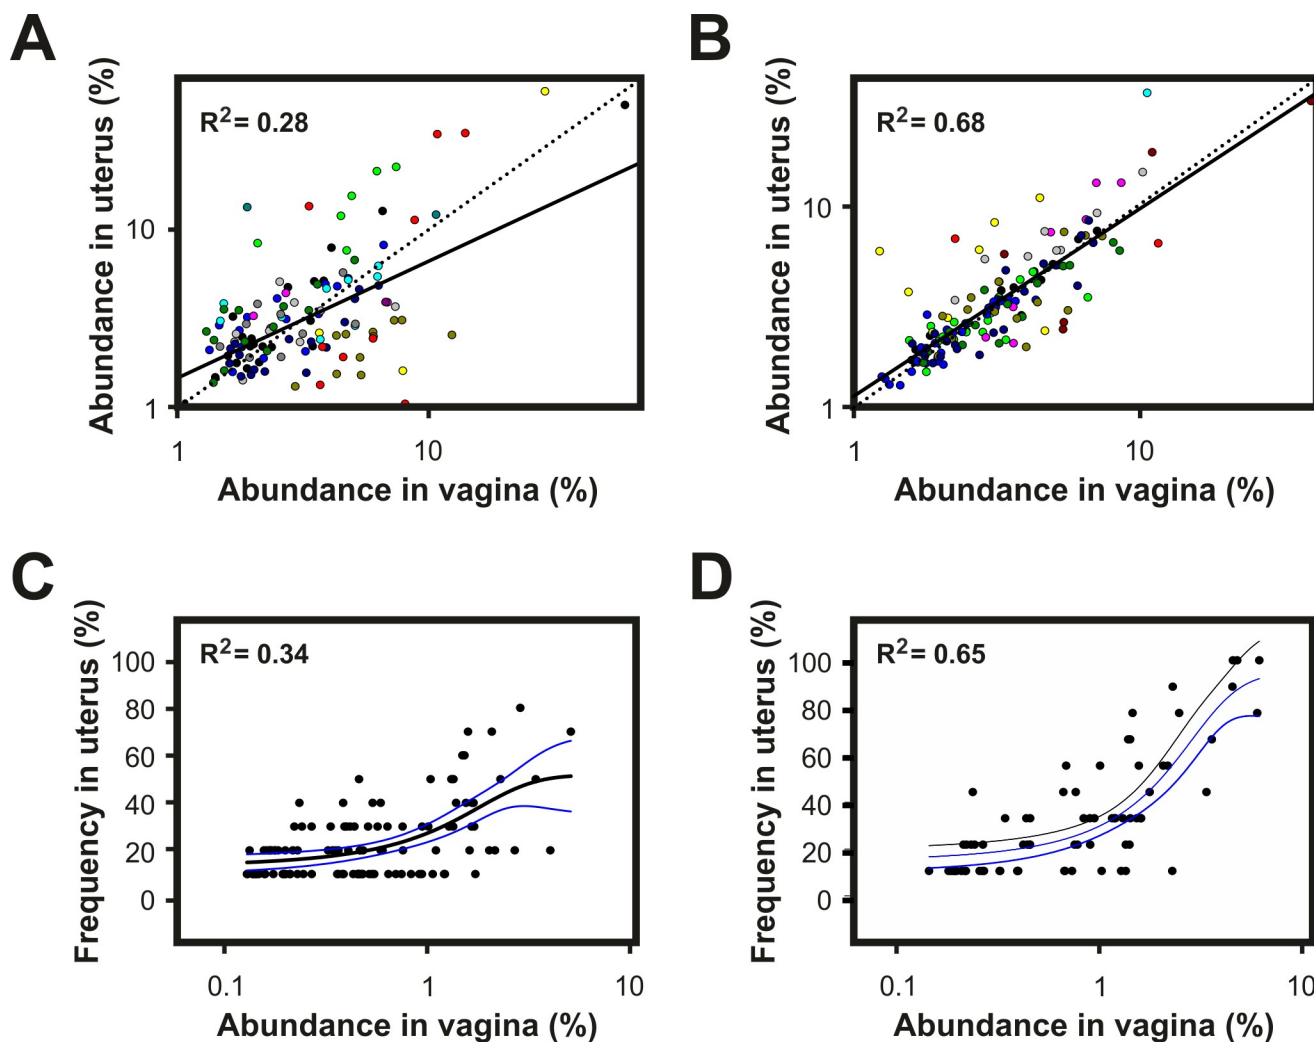 A
B
Abundance in uterus (%)
R2= 0.28
10
1
1
10
Abundance in vagina (%)
Abundance in uterus (%)
R2= 0.68
10
1
1
10
Abundance in vagina (%)
C
D
Frequency in uterus (%)
R2= 0.34
100
80
60
40
20
0
0.1
1
10
Abundance in vagina (%)
Frequency in uterus (%)
R2= 0.65
100
80
60
40
20
0
0.1
1
10
Abundance in vagina (%)